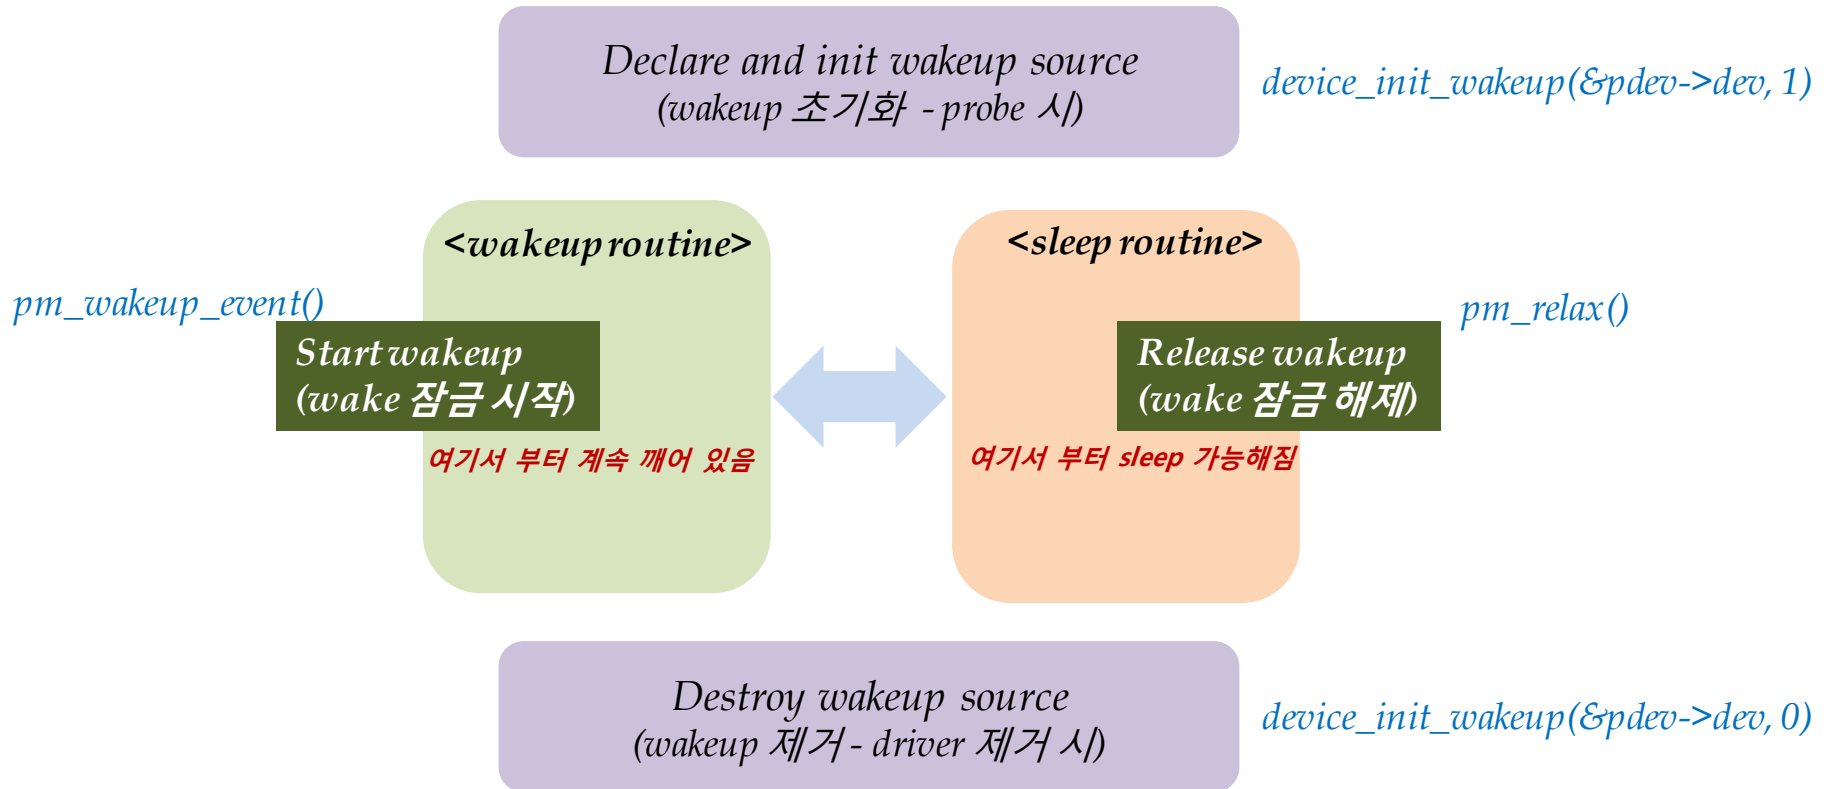 Declare and init wakeup source
(wakeup 초기화 - probe 시)
device_init_wakeup(&pdev->dev, 1)
<wakeup routine>
<sleep routine>
pm_wakeup_event()
pm_relax()
Start wakeup
(wake 잠금 시작)
Release wakeup
(wake 잠금 해제)
여기서 부터 계속 깨어 있음
여기서 부터 sleep 가능해짐
Destroy wakeup source
(wakeup 제거 - driver 제거 시)
device_init_wakeup(&pdev->dev, 0)